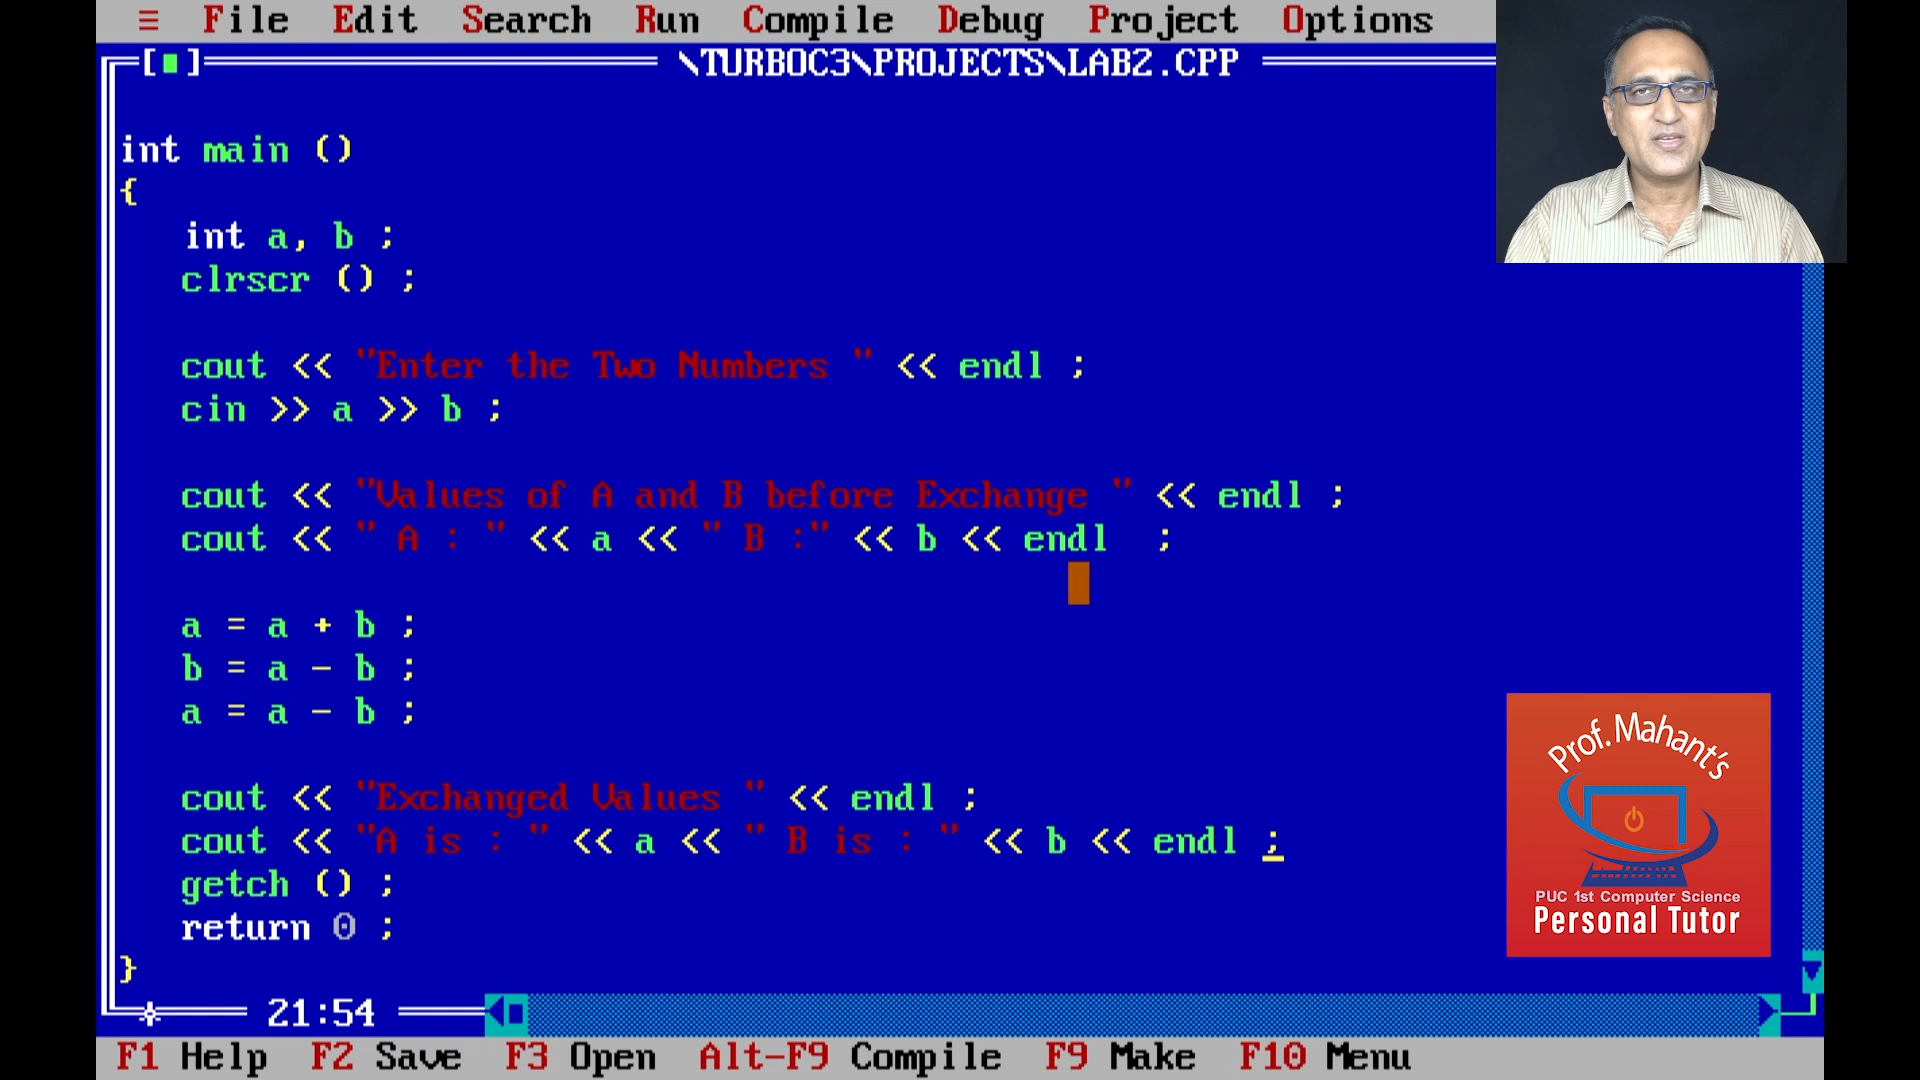 ≡ File Edit Search Run Compile Debug Project Options
[■] \TURBOC3\PROJECTS\LAB2.CPP
int main ()
{
int a, b ;
clrscr () ;
cout << "Enter the Two Numbers " << endl ;
cin >> a >> b ;
cout << "Values of A and B before Exchange " << endl ;
cout << " A : " << a << " B :" << b << endl ;
a = a + b ;
b = a - b ;
a = a - b ;
cout << "Exchanged Values " << endl ;
cout << "A is : " << a << " B is : " << b << endl ;
getch () ;
return 0 ;
}
21:54
F1 Help F2 Save F3 Open Alt-F9 Compile F9 Make F10 Menu
Prof. Mahant's
PUC 1st Computer Science
Personal Tutor